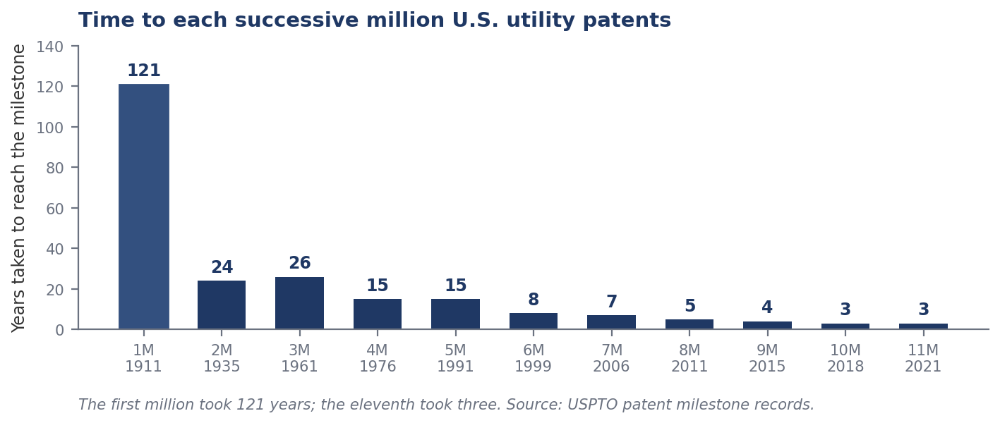 Time to each successive million U.S. utility patents
Years taken to reach the milestone
140
120
100
80
60
40
20
0
121
24
26
15
15
8
7
5
4
3
3
1M
1911
2M
1935
3M
1961
4M
1976
5M
1991
6M
1999
7M
2006
8M
2011
9M
2015
10M
2018
11M
2021
The first million took 121 years; the eleventh took three. Source: USPTO patent milestone records.